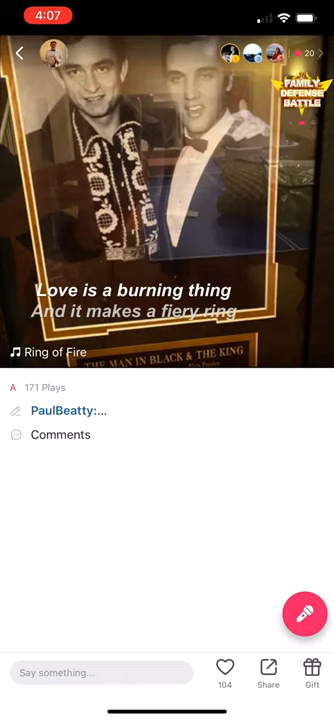 4:07
20
FAMILY
DEFENSE
BATTLE
Love is a burning thing
And it makes a fiery ring
Ring of Fire
THE MAN IN BLACK & THE KING
A 171 Plays
PaulBeatty:...
Comments
Say something...
104
Share
Gift